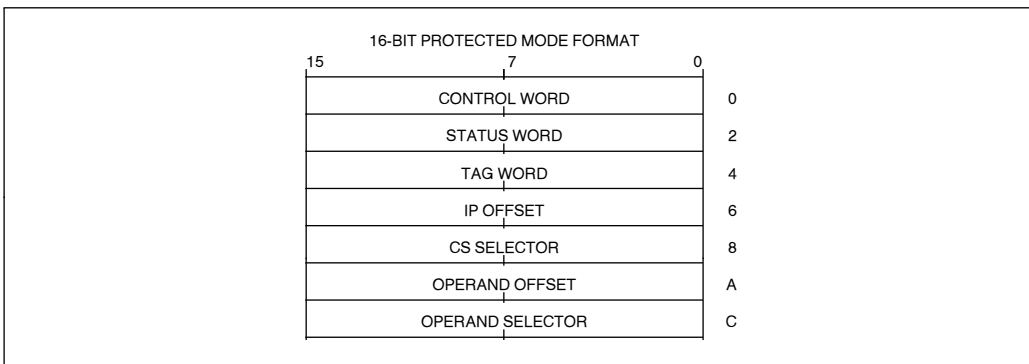 16-BIT PROTECTED MODE FORMAT
15 7 0
CONTROL WORD 0
STATUS WORD 2
TAG WORD 4
IP OFFSET 6
CS SELECTOR 8
OPERAND OFFSET A
OPERAND SELECTOR C